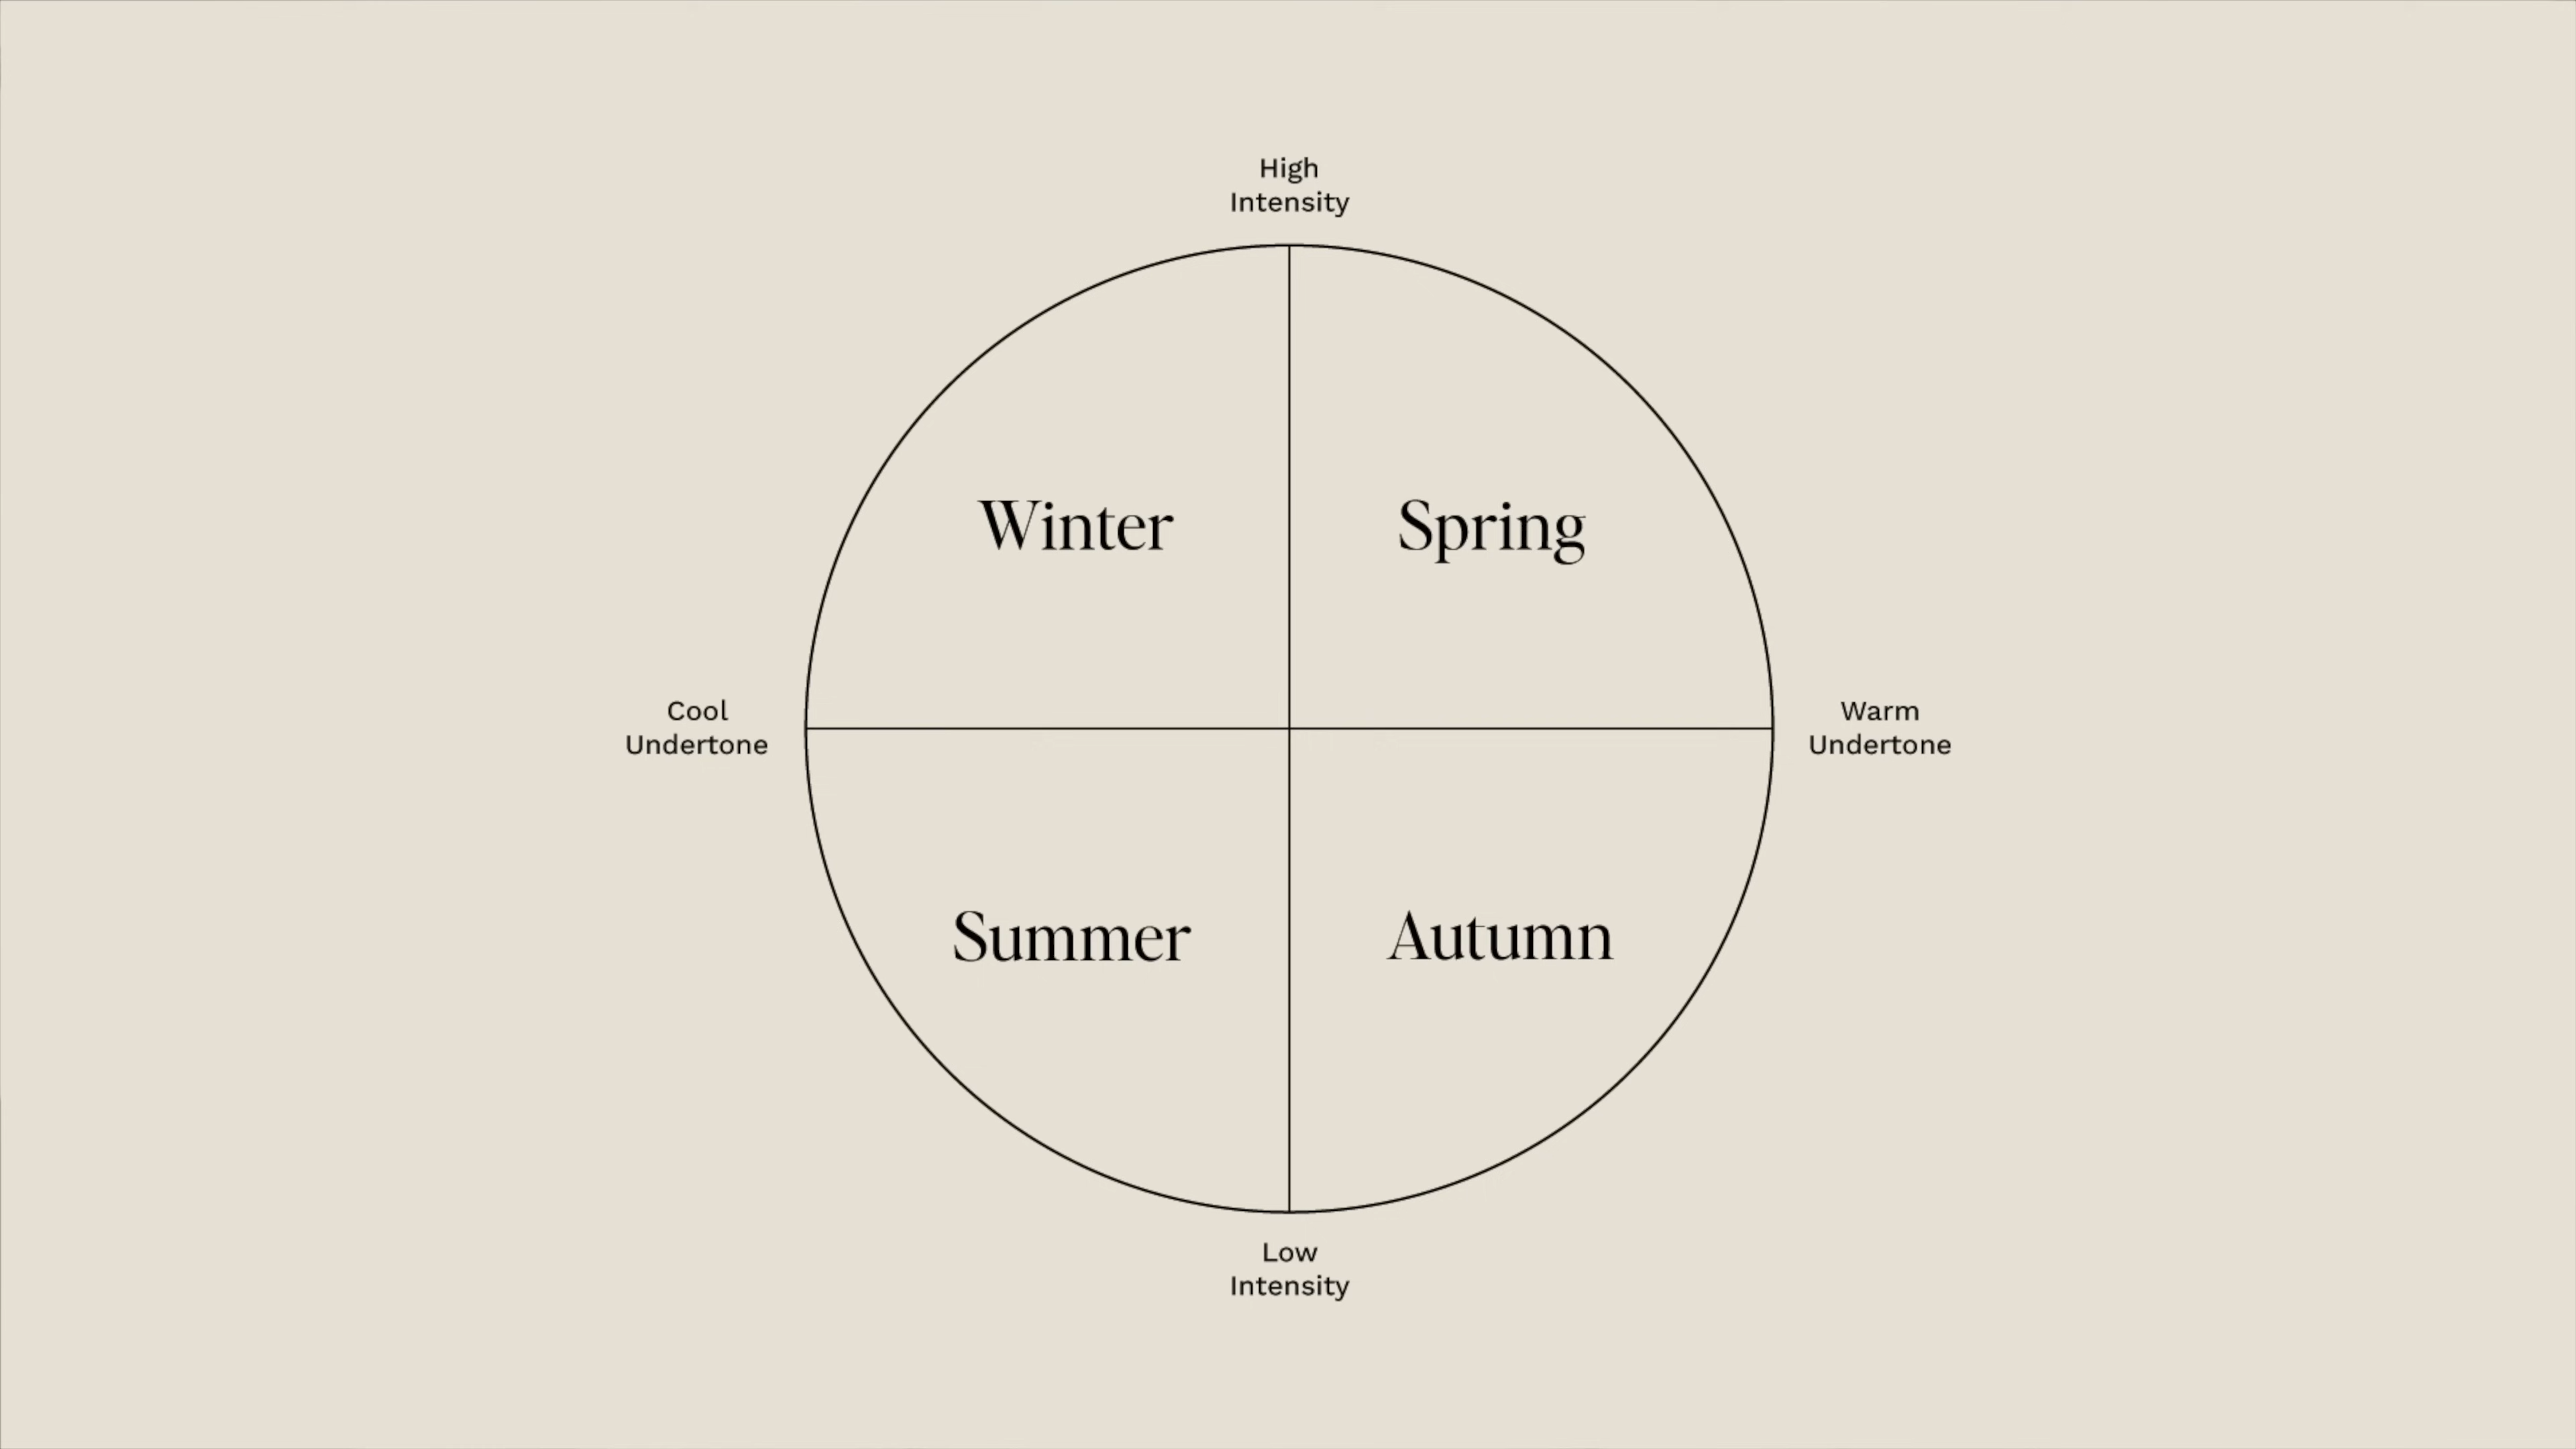 High
Intensity
Winter
Spring
Cool
Undertone
Warm
Undertone
Summer
Autumn
Low
Intensity